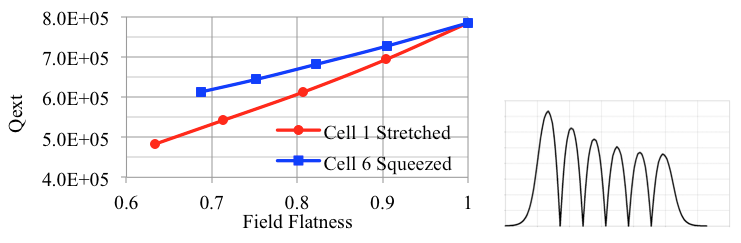 8.0E+05
7.0E+05
6.0E+05
5.0E+05
4.0E+05
Qext
Cell 1 Stretched
Cell 6 Squeezed
0.6 0.7 0.8 0.9 1
Field Flatness